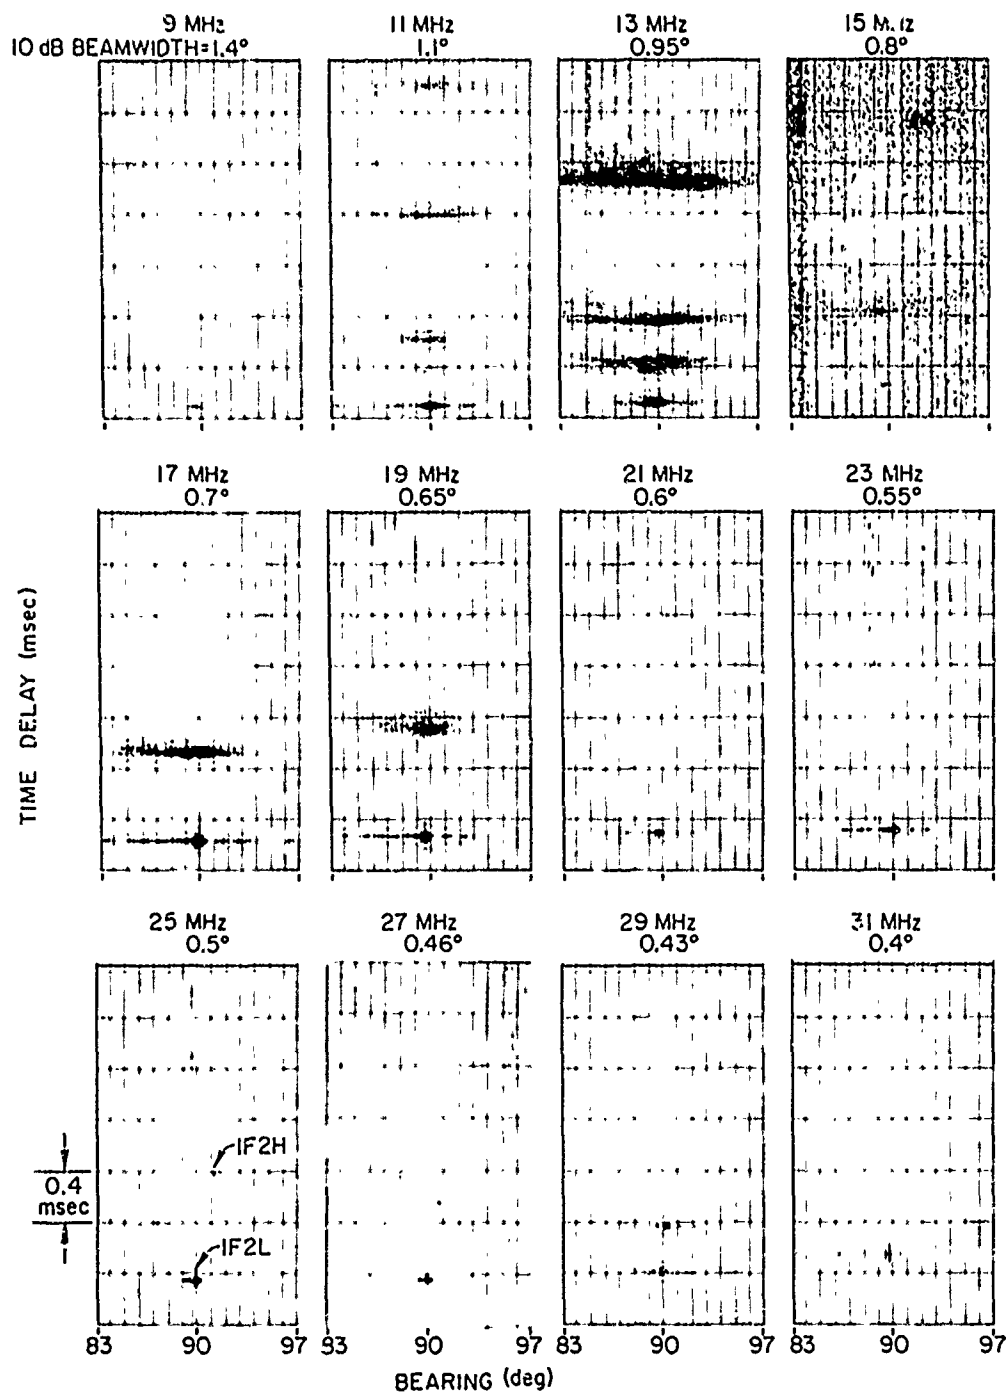 9 MHz 11 MHz 13 MHz 15 M..Iz
10 dB BEAMWIDTH=1.4° 1.1° 0.95° 0.8°
17 MHz 19 MHz 21 MHz 23 MHz
0.7° 0.65° 0.6° 0.55°
TIME DELAY (msec)
25 MHz 27 MHz 29 MHz 31 MHz
0.5° 0.46° 0.43° 0.4°
IF2H
0.4
msec
IF2L
83 90 97 83 90 97 83 90 97 83 90 97
BEARING (deg)